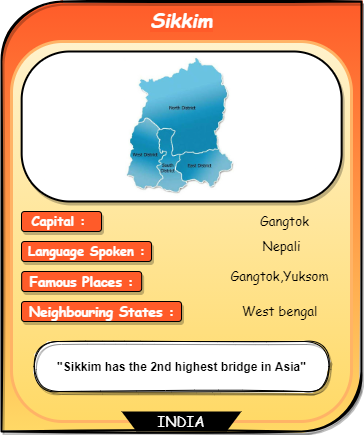 Sikkim
North District
West District
South
District
East District
Capital : Gangtok
Language Spoken : Nepali
Famous Places : Gangtok,Yuksom
Neighbouring States : West bengal
"Sikkim has the 2nd highest bridge in Asia"
INDIA